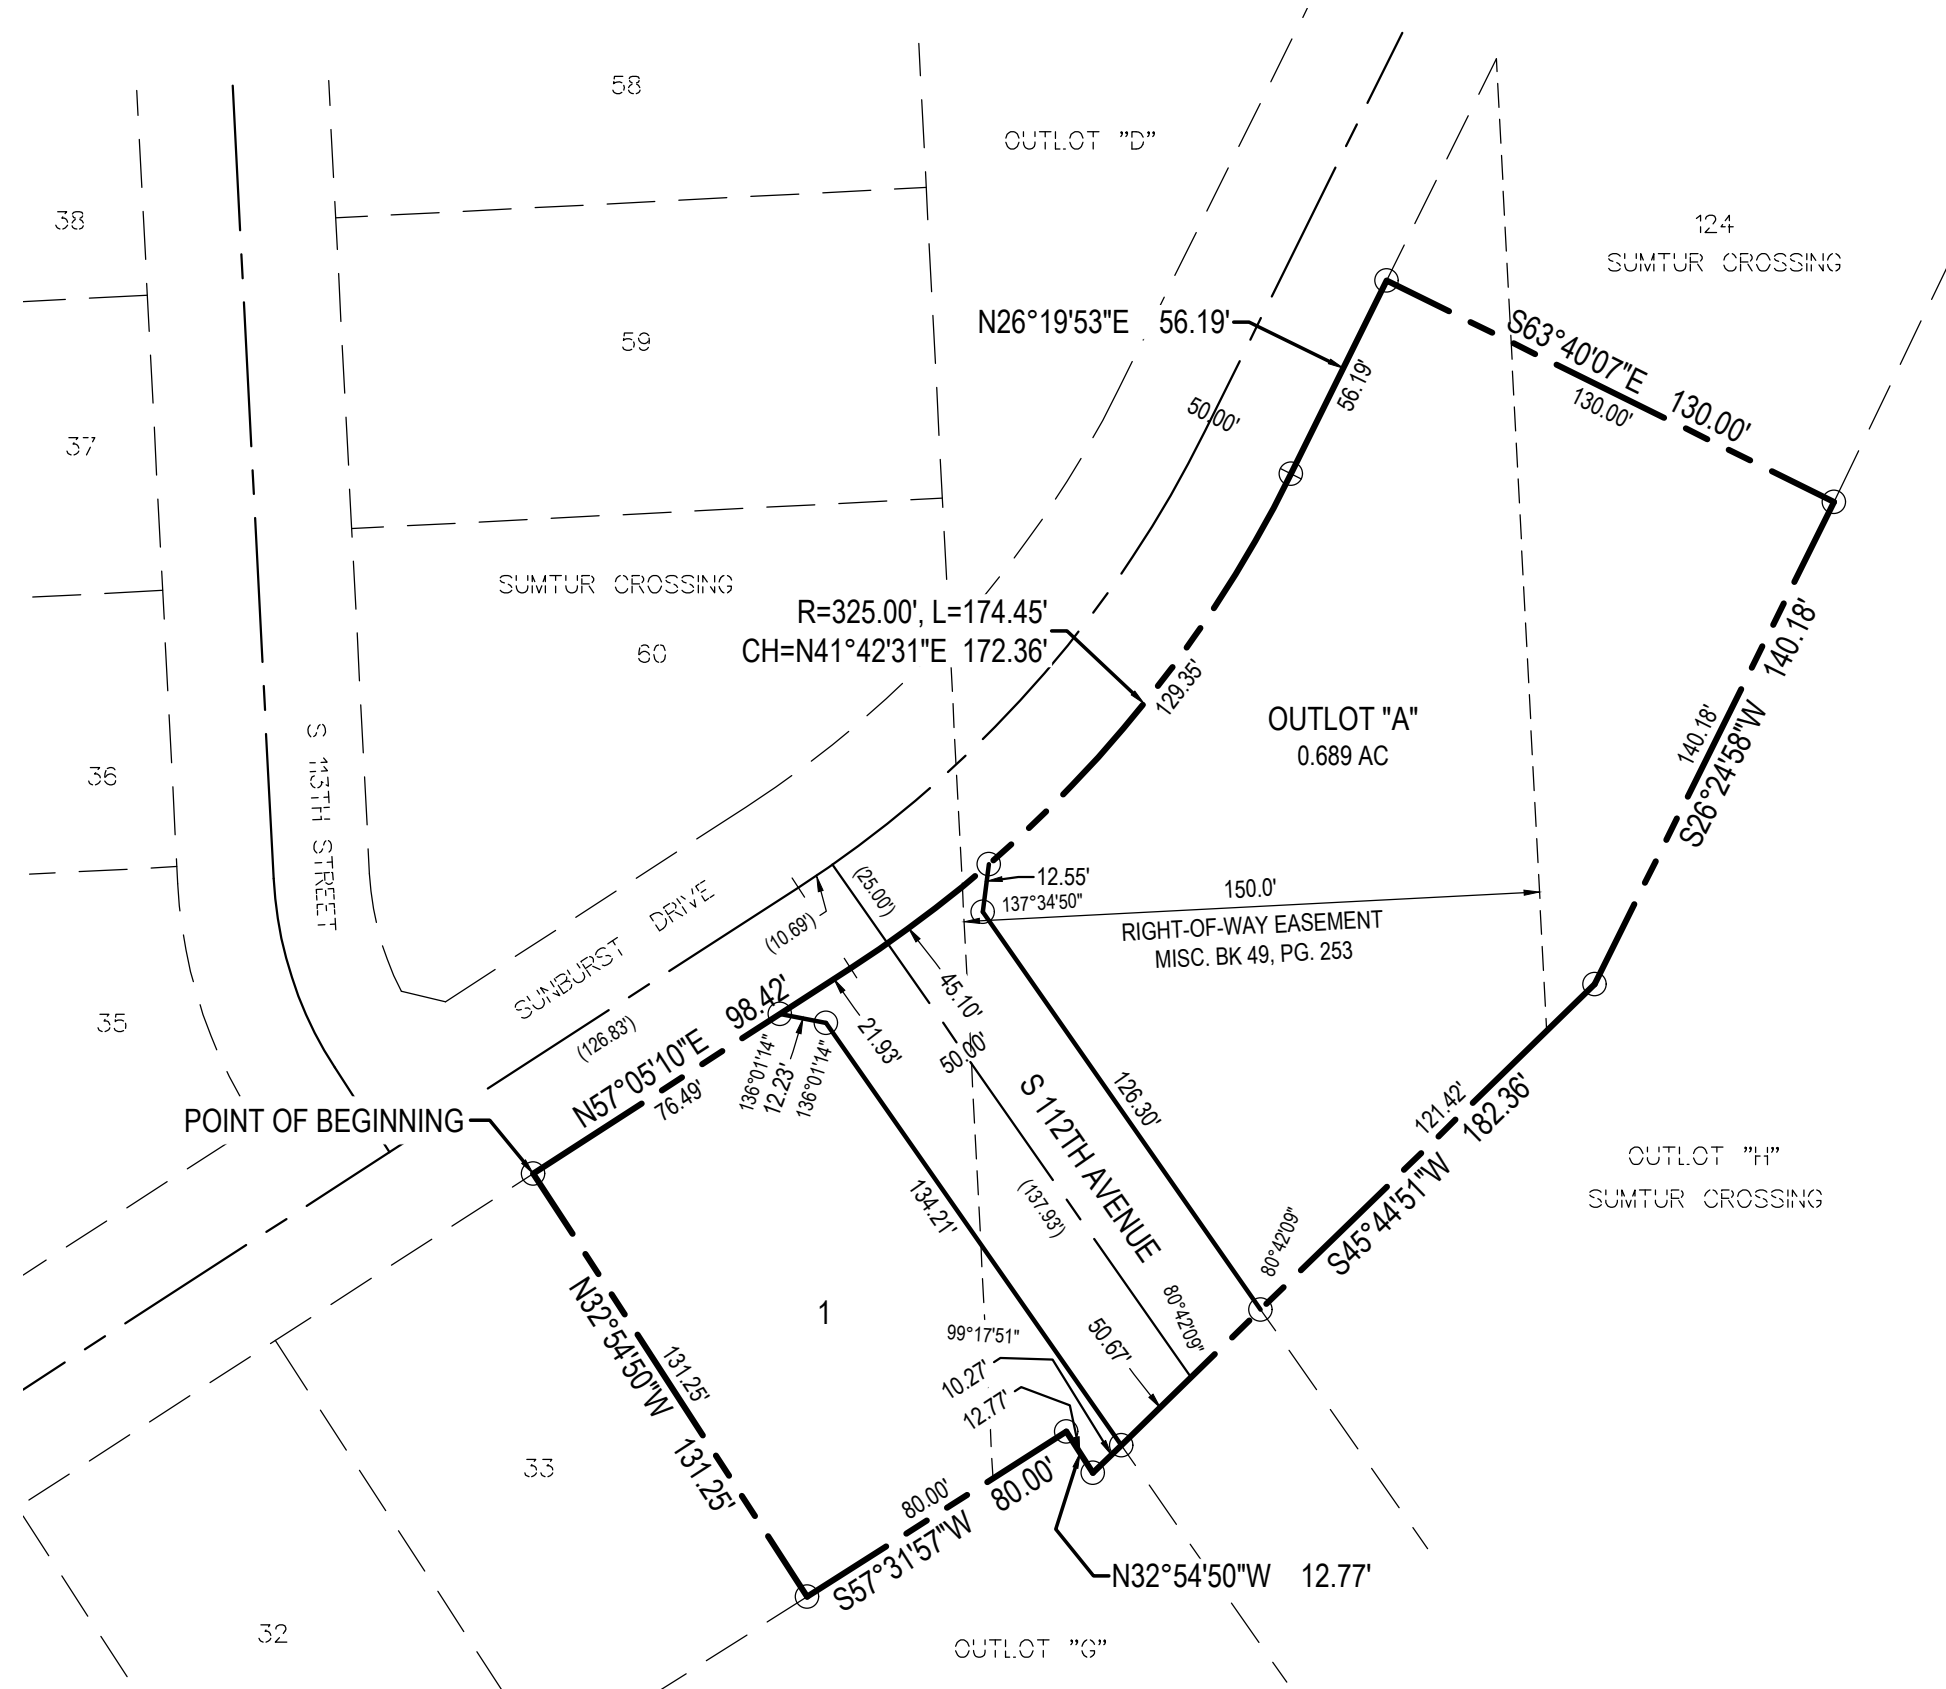 58
OUTLOT "D"
38
124
SUMTUR CROSSING
N26°19'53"E 56.19'
59
S63°40'07"E 130.00'
130.00'
56.19'
50.00'
37
SUMTUR CROSSING
R=325.00', L=174.45'
CH=N41°42'31"E 172.36'
60
129.35'
140.18'
S26°24'58"W 140.18'
OUTLOT "A"
0.689 AC
36
S 113TH STREET
SUNBURST DRIVE
(25.00')
(10.69')
12.55'
137°34'50"
150.0'
RIGHT-OF-WAY EASEMENT
MISC. BK 49, PG. 253
35
(126.83')
N57°05'10"E 98.42'
76.49'
45.10'
21.93'
50.00'
136°01'14"
12.23'
136°01'14"
POINT OF BEGINNING
S 112TH AVENUE
126.30'
(137.93')
134.21'
121.42'
S45°44'51"W 182.36'
OUTLOT "H"
SUMTUR CROSSING
80°42'09"
80°42'09"
N32°54'50"W 131.25'
131.25'
1
99°17'51"
10.27'
12.77'
50.67'
33
80.00'
S57°31'57"W 80.00'
N32°54'50"W 12.77'
32
OUTLOT "G"